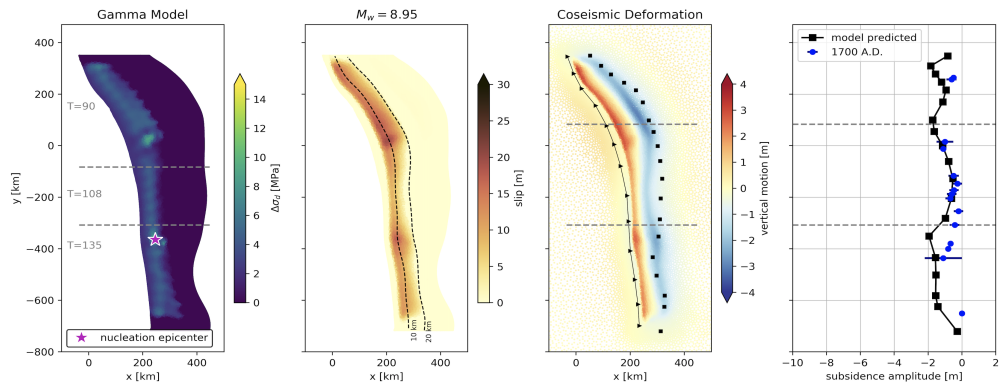 Gamma Model
400
200
0
−200
−400
−600
−800
y [km]
T=90
T=108
T=135
nucleation epicenter
0
200
400
x [km]
14
12
10
8
6
4
2
0
Δσd [MPa]
Mw = 8.95
10 km
20 km
0
200
400
x [km]
30
25
20
15
10
5
0
slip [m]
Coseismic Deformation
0
200
400
x [km]
4
3
2
1
0
−1
−2
−3
−4
vertical motion [m]
model predicted
1700 A.D.
−10
−8
−6
−4
−2
0
2
subsidence amplitude [m]